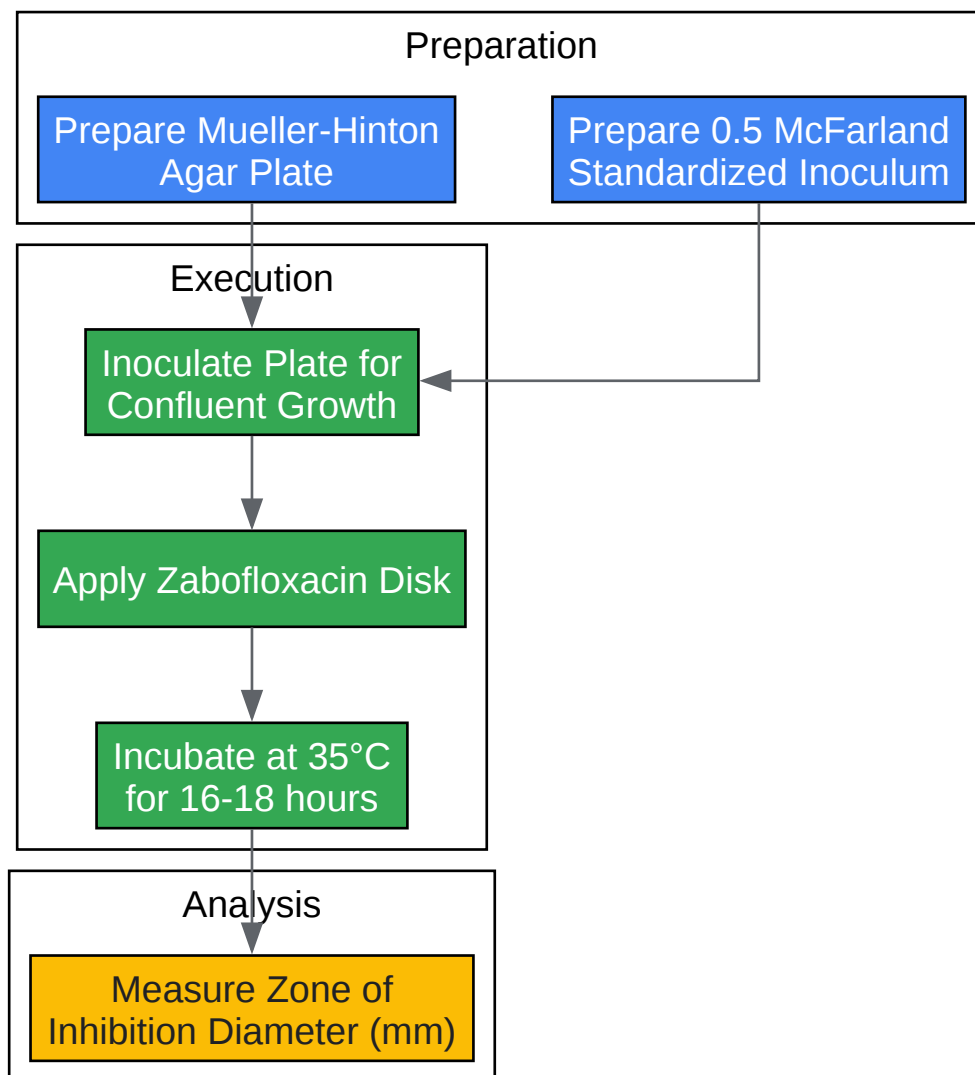 Preparation
Prepare Mueller-Hinton
Agar Plate
Prepare 0.5 McFarland
Standardized Inoculum
Execution
Inoculate Plate for
Confluent Growth
Apply Zabofloxacin Disk
Incubate at 35°C
for 16-18 hours
Analysis
Measure Zone of
Inhibition Diameter (mm)